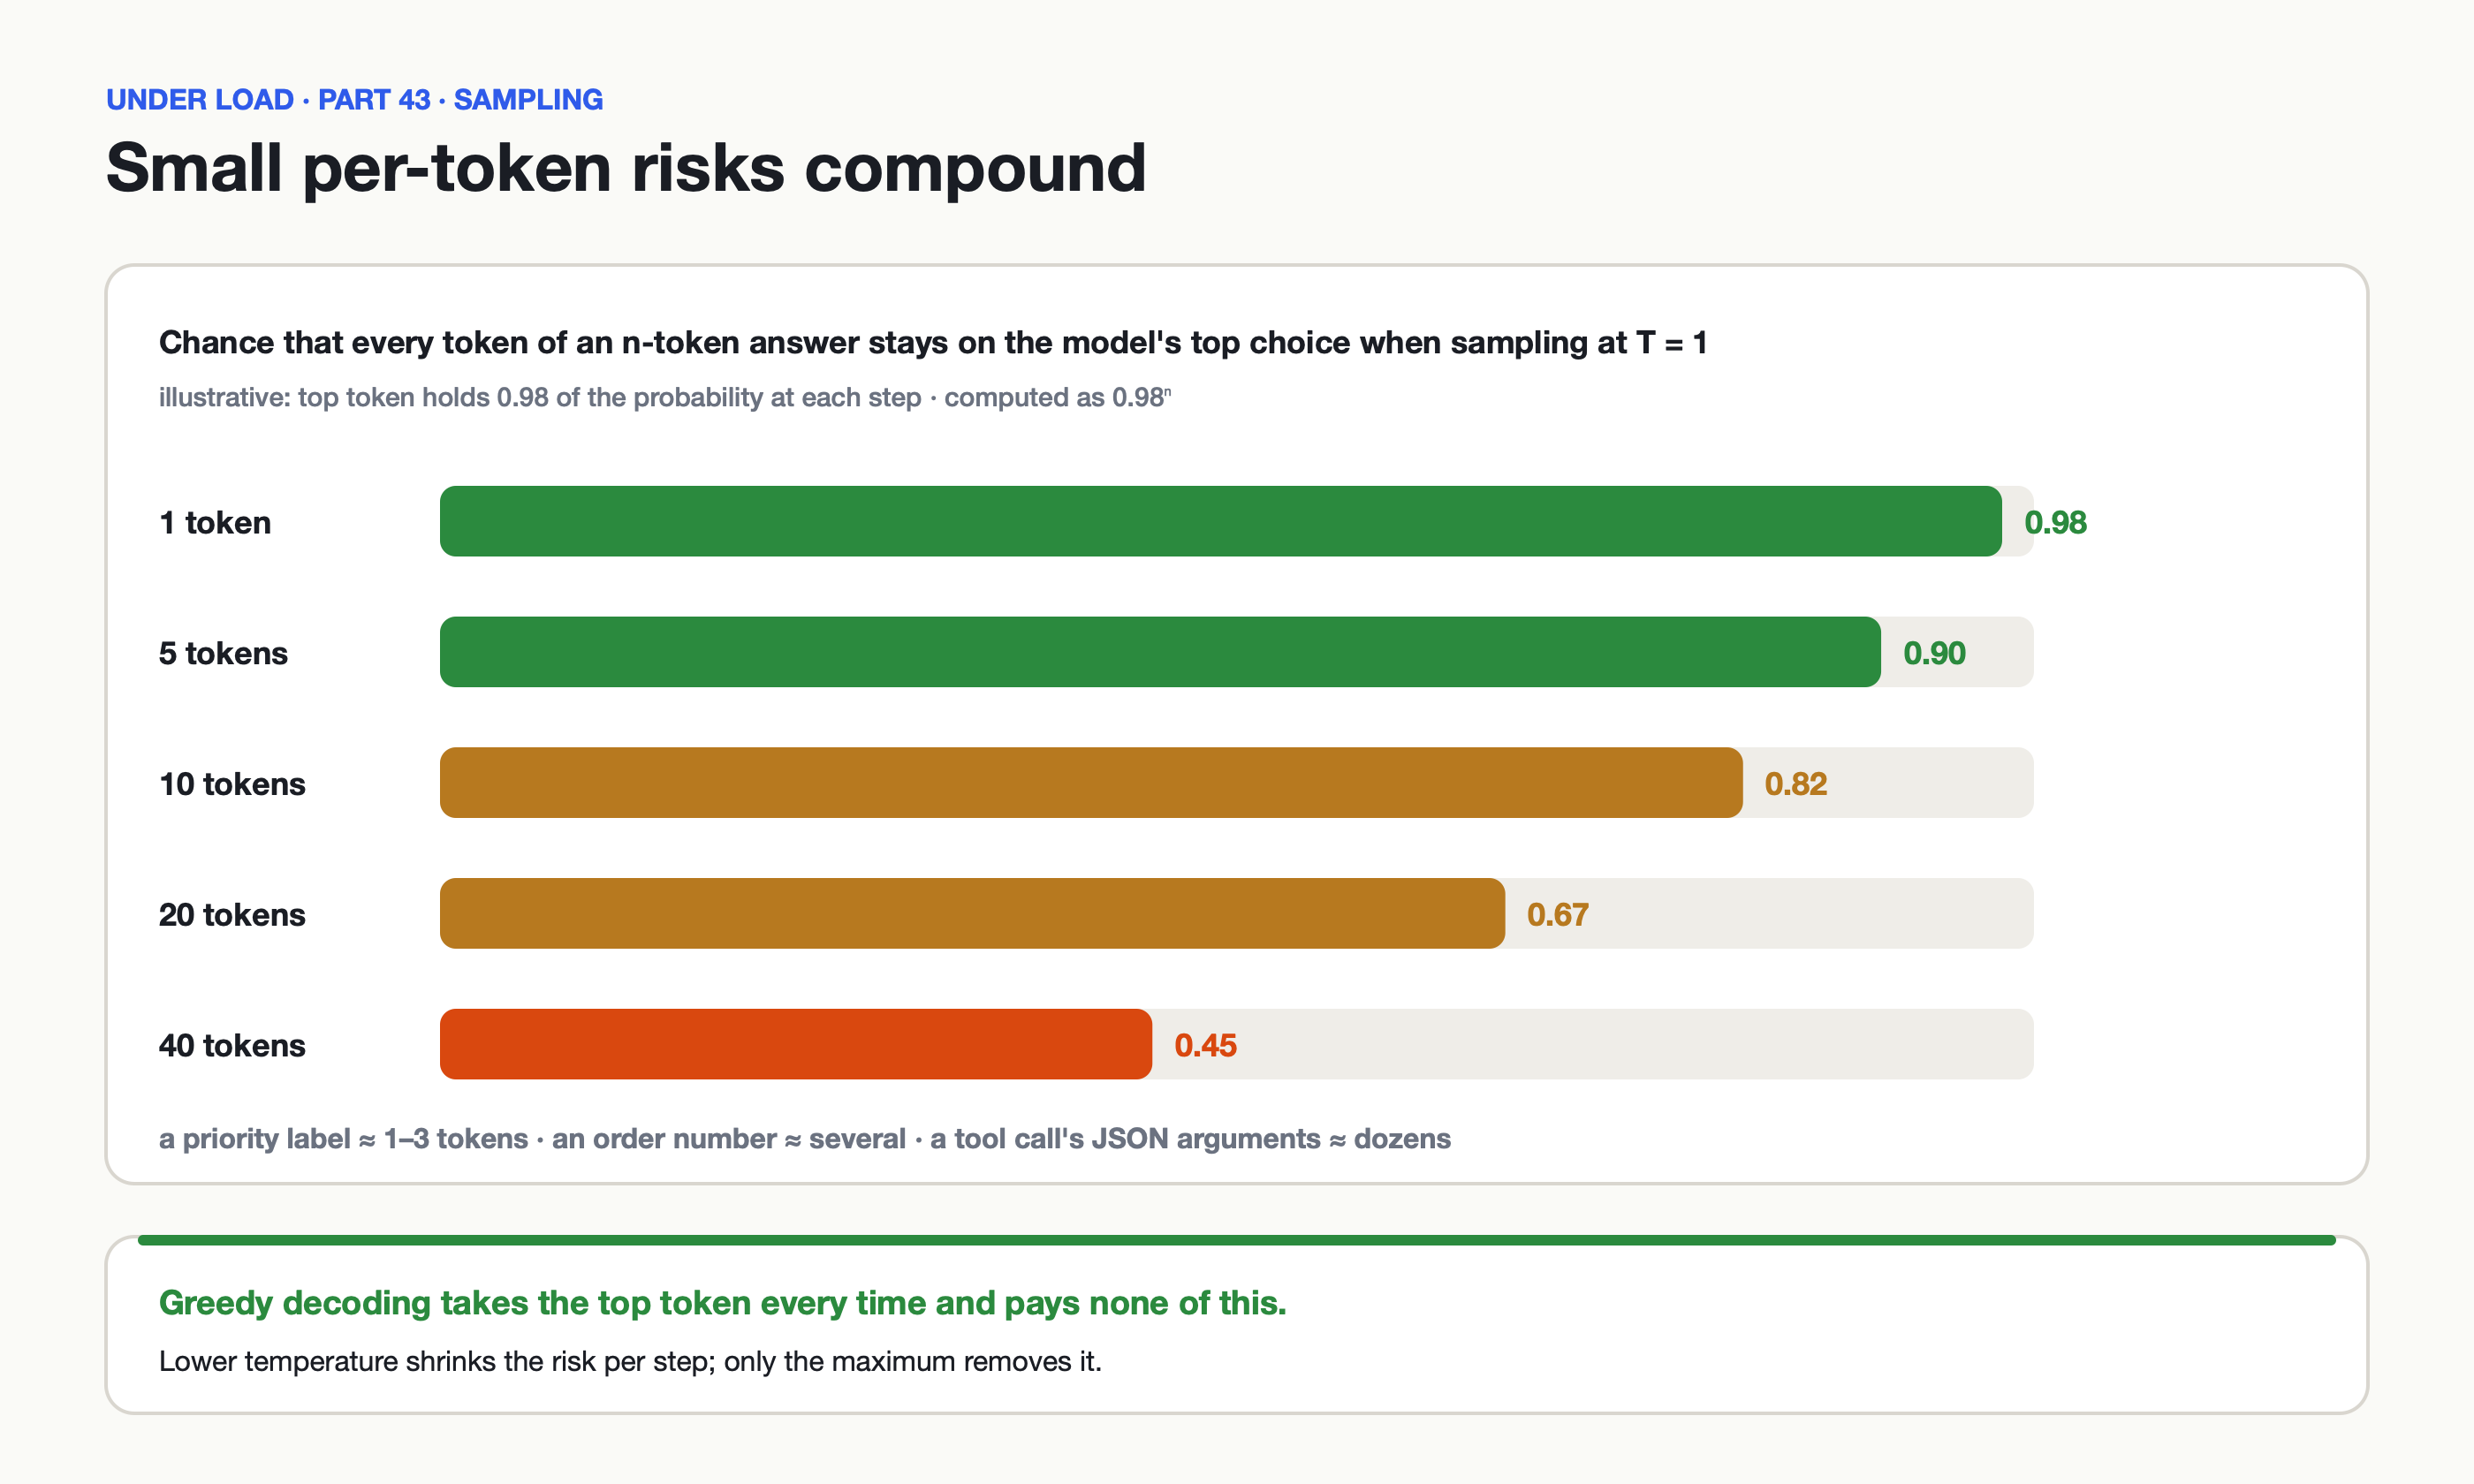 UNDER LOAD · PART 43 · SAMPLING
Small per-token risks compound
Chance that every token of an n-token answer stays on the model's top choice when sampling at T = 1
illustrative: top token holds 0.98 of the probability at each step · computed as 0.98ⁿ
1 token 0.98
5 tokens 0.90
10 tokens 0.82
20 tokens 0.67
40 tokens 0.45
a priority label ≈ 1–3 tokens · an order number ≈ several · a tool call's JSON arguments ≈ dozens
Greedy decoding takes the top token every time and pays none of this.
Lower temperature shrinks the risk per step; only the maximum removes it.